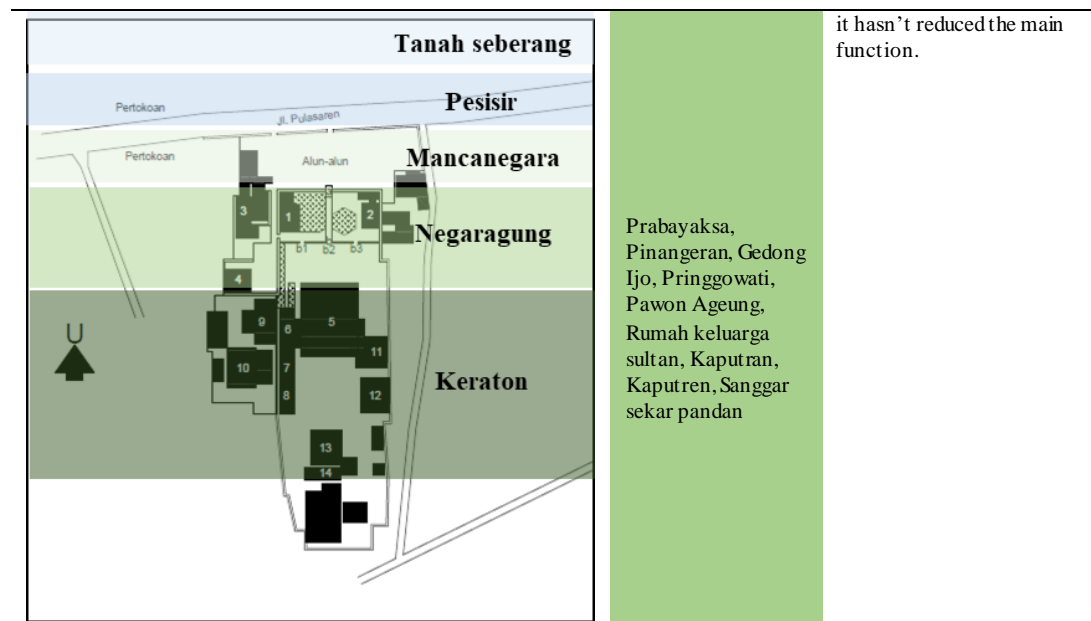 Tanah seberang
Pertokoan
Pesisir
Jl. Pulasaren
Pertokoan
Alun-alun
Mancanegara
3
1
2
Negaragung
b1 b2 b3
4
U
9
6
5
10
7
11
8
12
Keraton
13
14
Prabayaksa,
Pinangeran, Gedong
Ijo, Pringgowati,
Pawon Ageung,
Rumah keluarga
sultan, Kaputran,
Kaputren, Sanggar
sekar pandan
it hasn’t reduced the main
function.